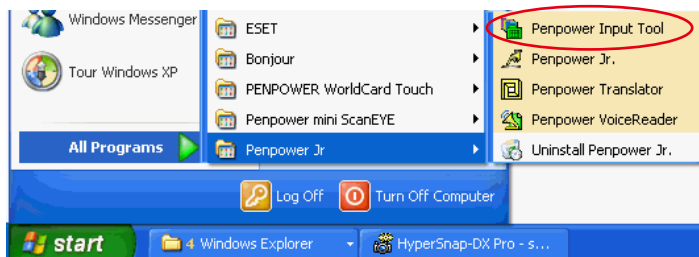 Windows Messenger
Tour Windows XP
All Programs
ESET
Bonjour
PENPOWER WorldCard Touch
Penpower mini ScanEYE
Penpower Jr
Penpower Input Tool
Penpower Jr.
Penpower Translator
Penpower VoiceReader
Uninstall Penpower Jr.
Log Off
Turn Off Computer
start
4 Windows Explorer
HyperSnap-DX Pro - s...